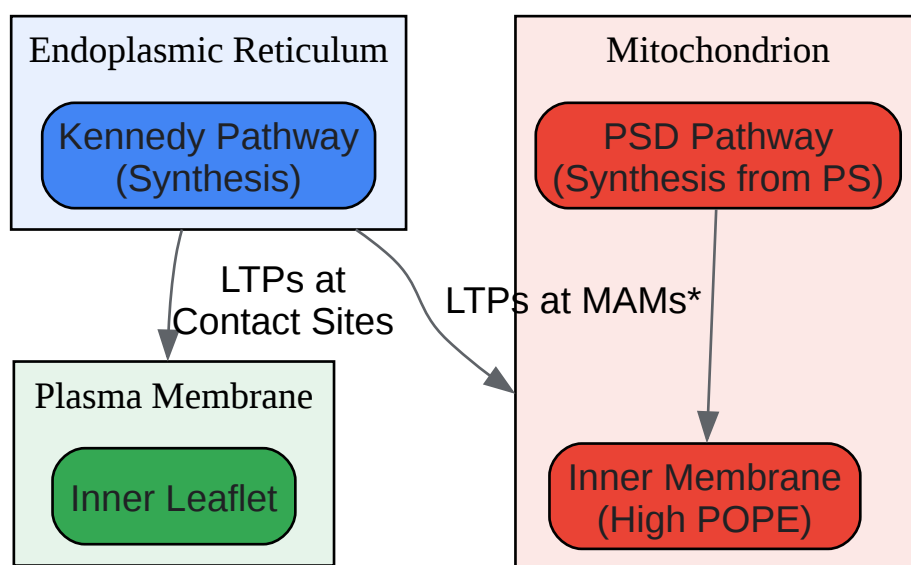 Endoplasmic Reticulum
Kennedy Pathway
(Synthesis)
Mitochondrion
PSD Pathway
(Synthesis from PS)
LTPs at
Contact Sites
LTPs at MAMs*
Plasma Membrane
Inner Leaflet
Inner Membrane
(High POPE)